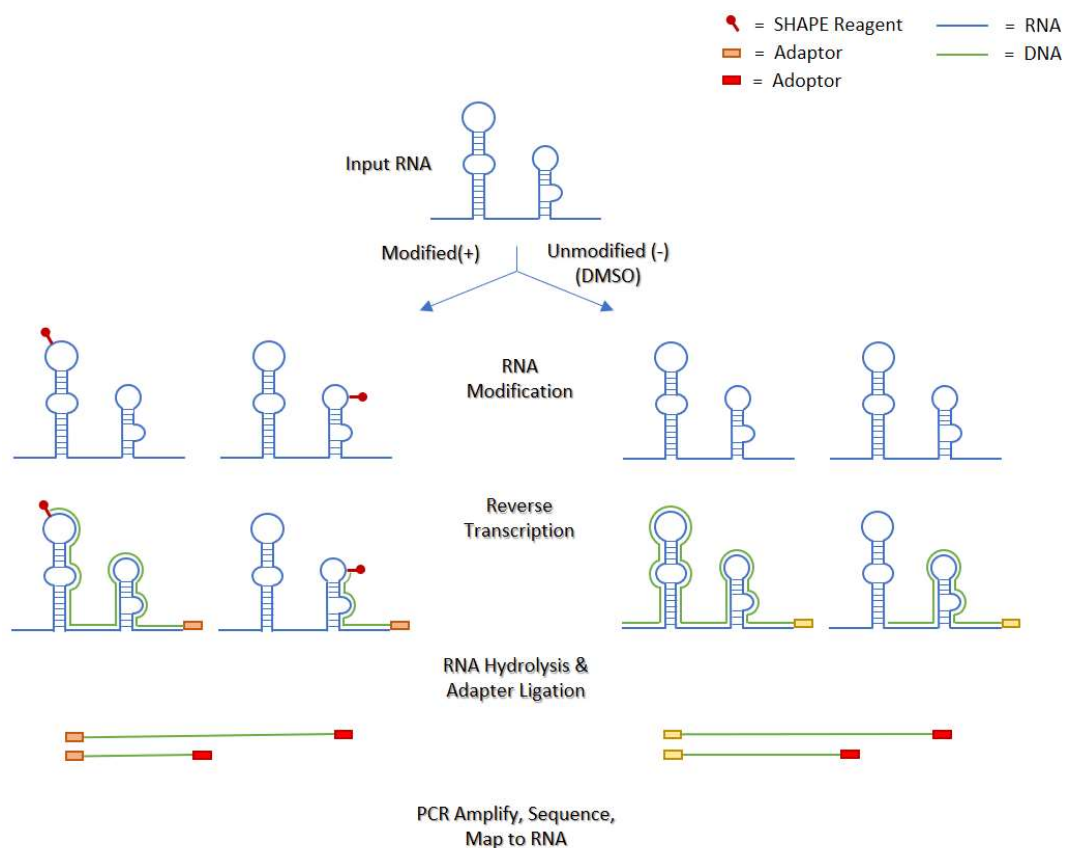 = SHAPE Reagent
= RNA
= Adaptor
= DNA
= Adoptor
Input RNA
Modified(+)
Unmodified (-)
(DMSO)
RNA
Modification
Reverse
Transcription
RNA Hydrolysis &
Adapter Ligation
PCR Amplify, Sequence,
Map to RNA